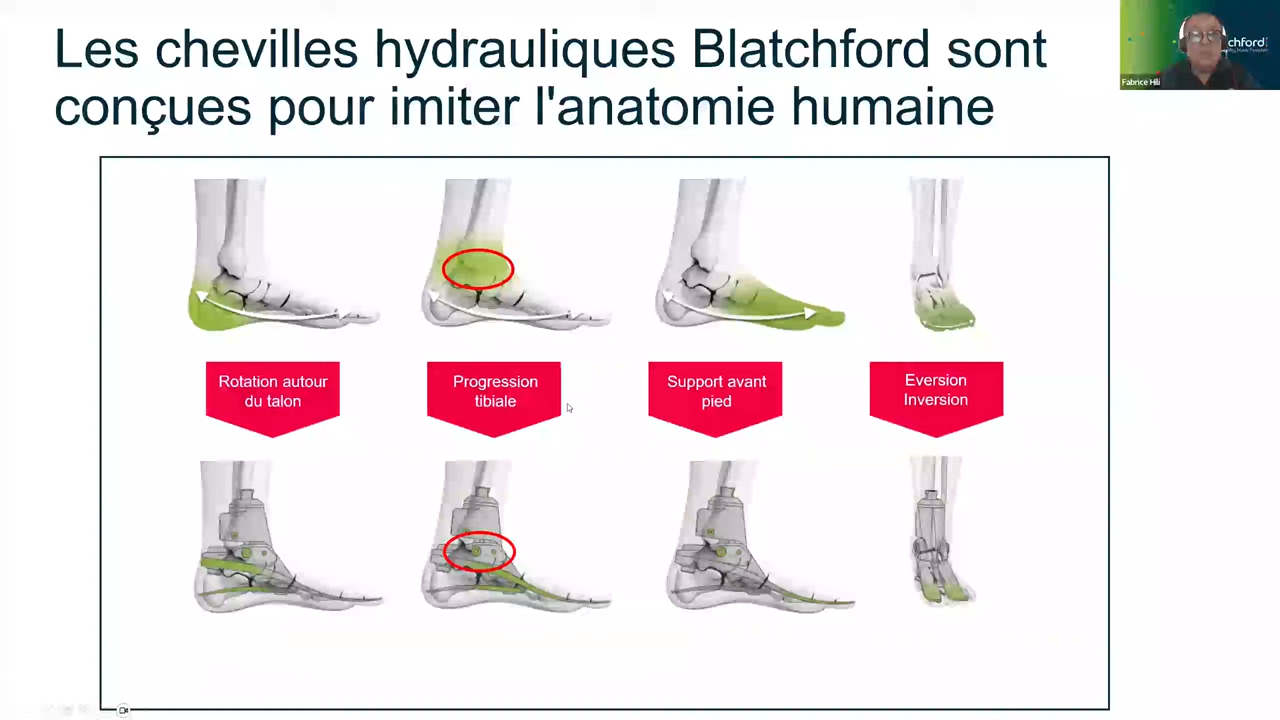 Les chevilles hydrauliques Blatchford sont
conçues pour imiter l'anatomie humaine
chford
Fabrice Hili
Rotation autour
du talon
Progression
tibiale
Support avant
pied
Eversion
Inversion